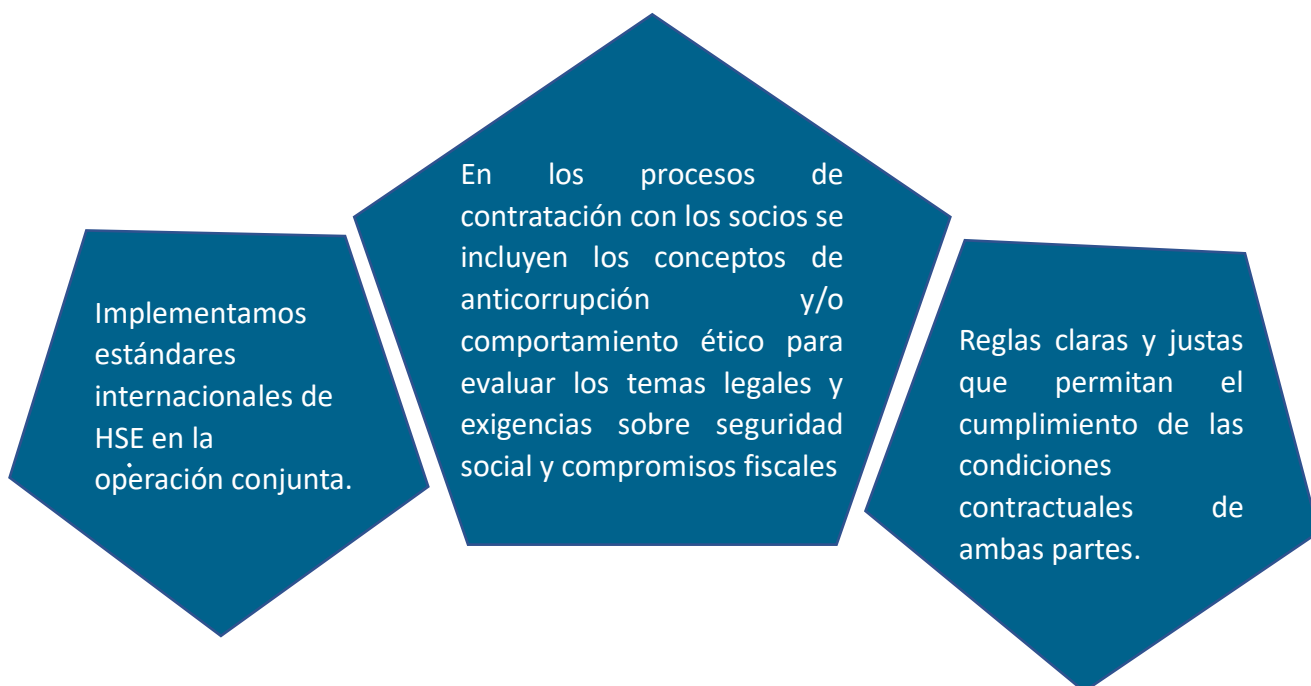 Implementamos
estándares
internacionales de
HSE en la
operación conjunta.
En los procesos de
contratación con los socios se
incluyen los conceptos de
anticorrupción y/o
comportamiento ético para
evaluar los temas legales y
exigencias sobre seguridad
social y compromisos fiscales
Reglas claras y justas
que permitan el
cumplimiento de las
condiciones
contractuales de
ambas partes.